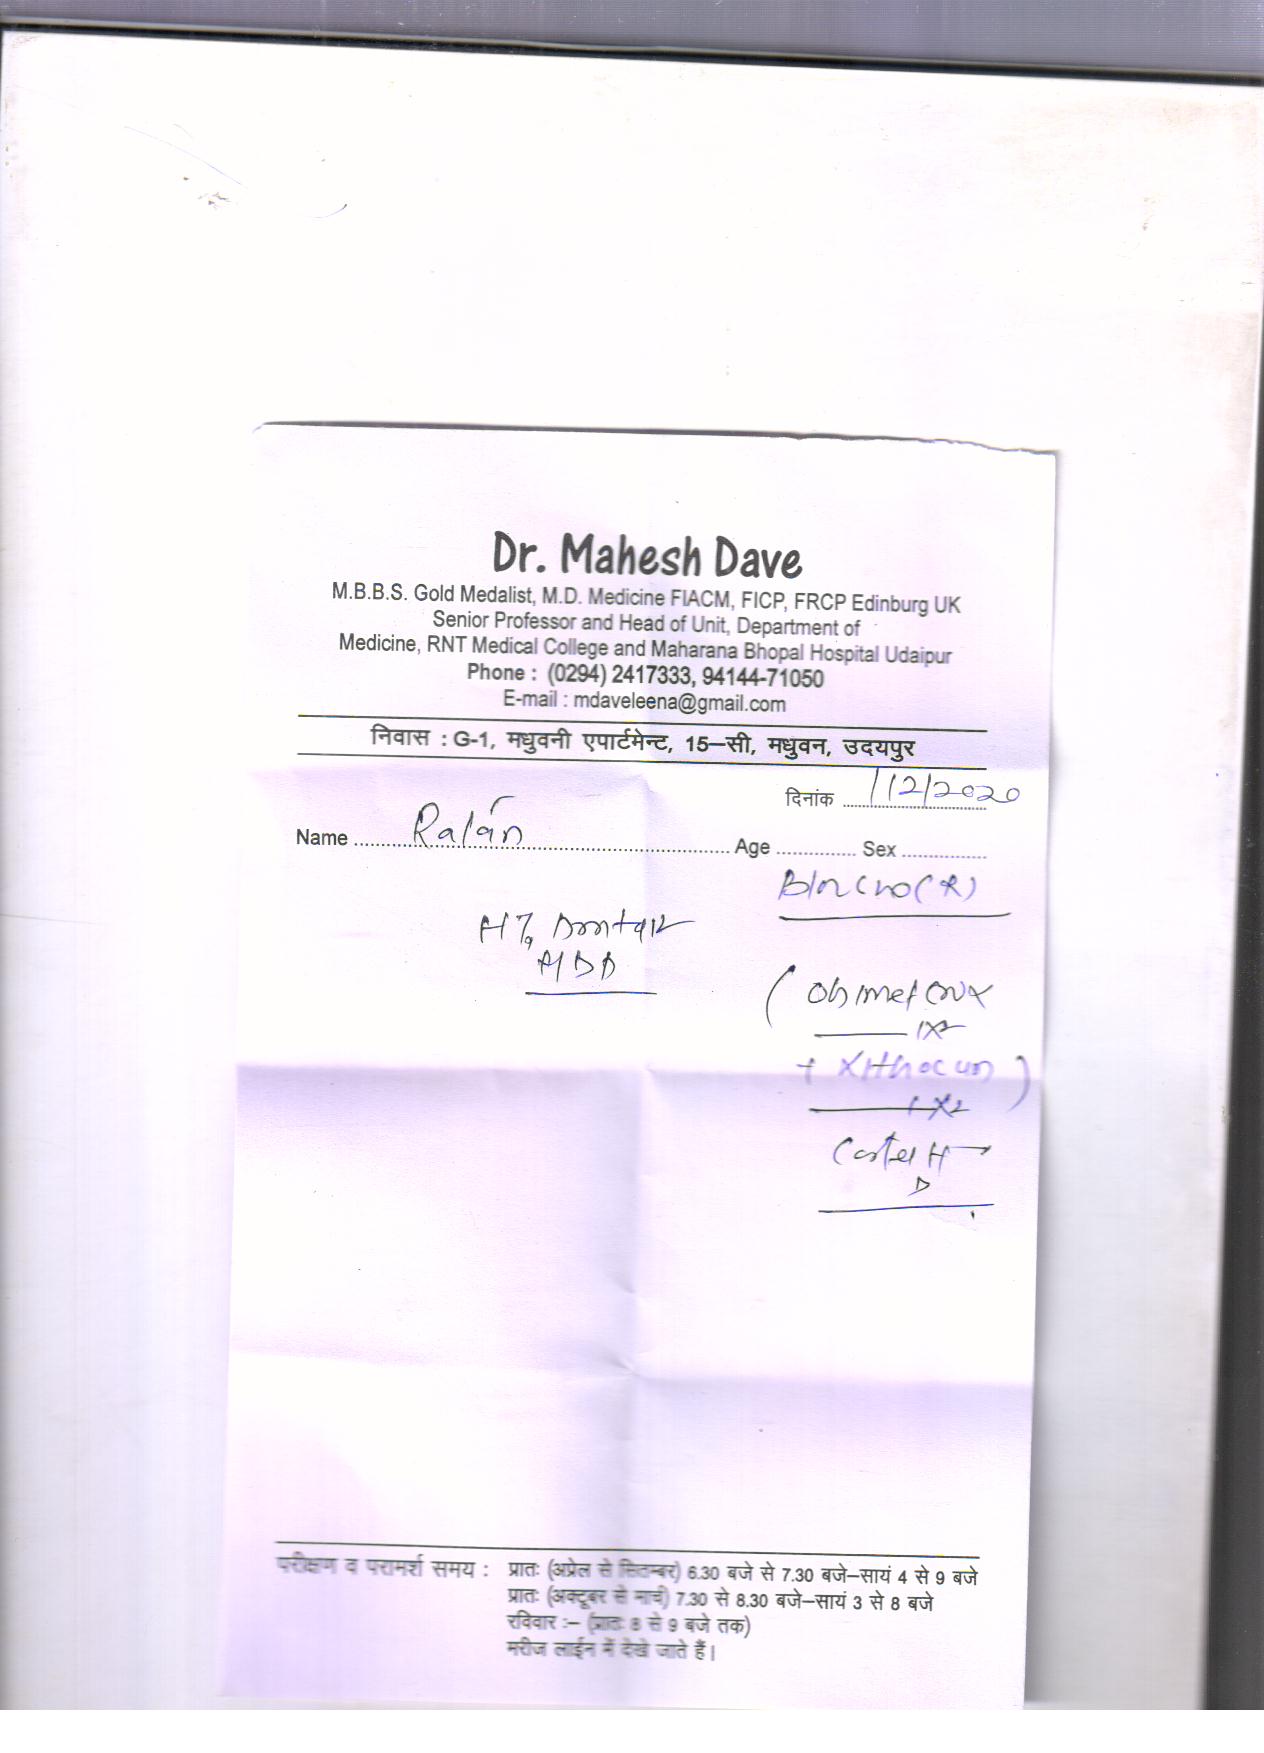 Dr. Mahesh Dave
M.B.B.S. Gold Medalist, M.D. Medicine FIACM, FICP, FRCP Edinburg UK
Senior Professor and Head of Unit, Department of
Medicine, RNT Medical College and Maharana Bhopal Hospital Udaipur
Phone : (0294) 2417333, 94144-71050
E-mail : mdaveleena@gmail.com
निवास : G-1, मधुवनी एपार्टमेन्ट, 15–सी, मधुवन, उदयपुर
दिनांक 1/12/2020
Name Age Sex
1x2
+
1x2
परीक्षण व परामर्श समय : प्रातः (अप्रेल से सितम्बर) 6.30 बजे से 7.30 बजे–सायं 4 से 9 बजे
प्रातः (अक्टूबर से मार्च) 7.30 से 8.30 बजे–सायं 3 से 8 बजे
रविवार :– (प्रातः 8 से 9 बजे तक)
मरीज लाईन में देखे जाते हैं।